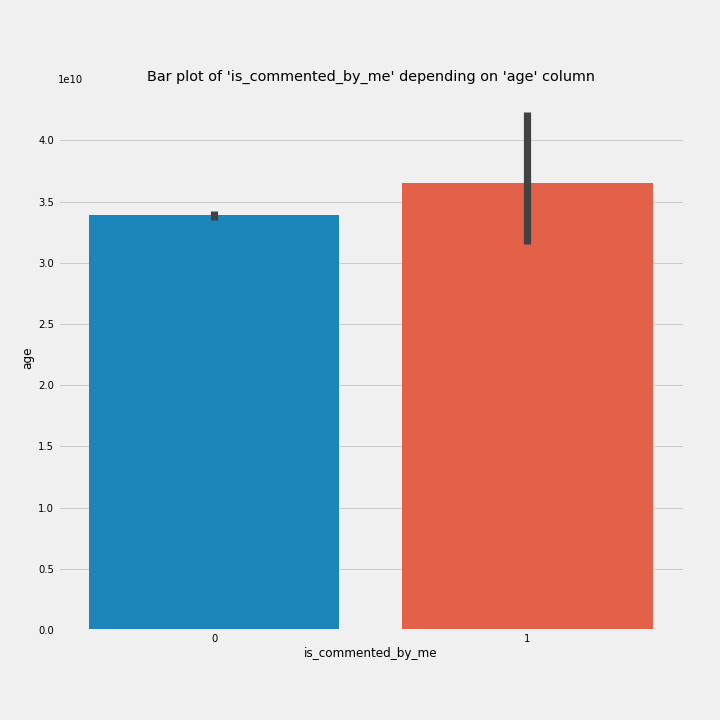 Bar plot of 'is_commented_by_me' depending on 'age' column
1e10
4.0
3.5
3.0
2.5
2.0
1.5
1.0
0.5
0.0
age
0 1
is_commented_by_me